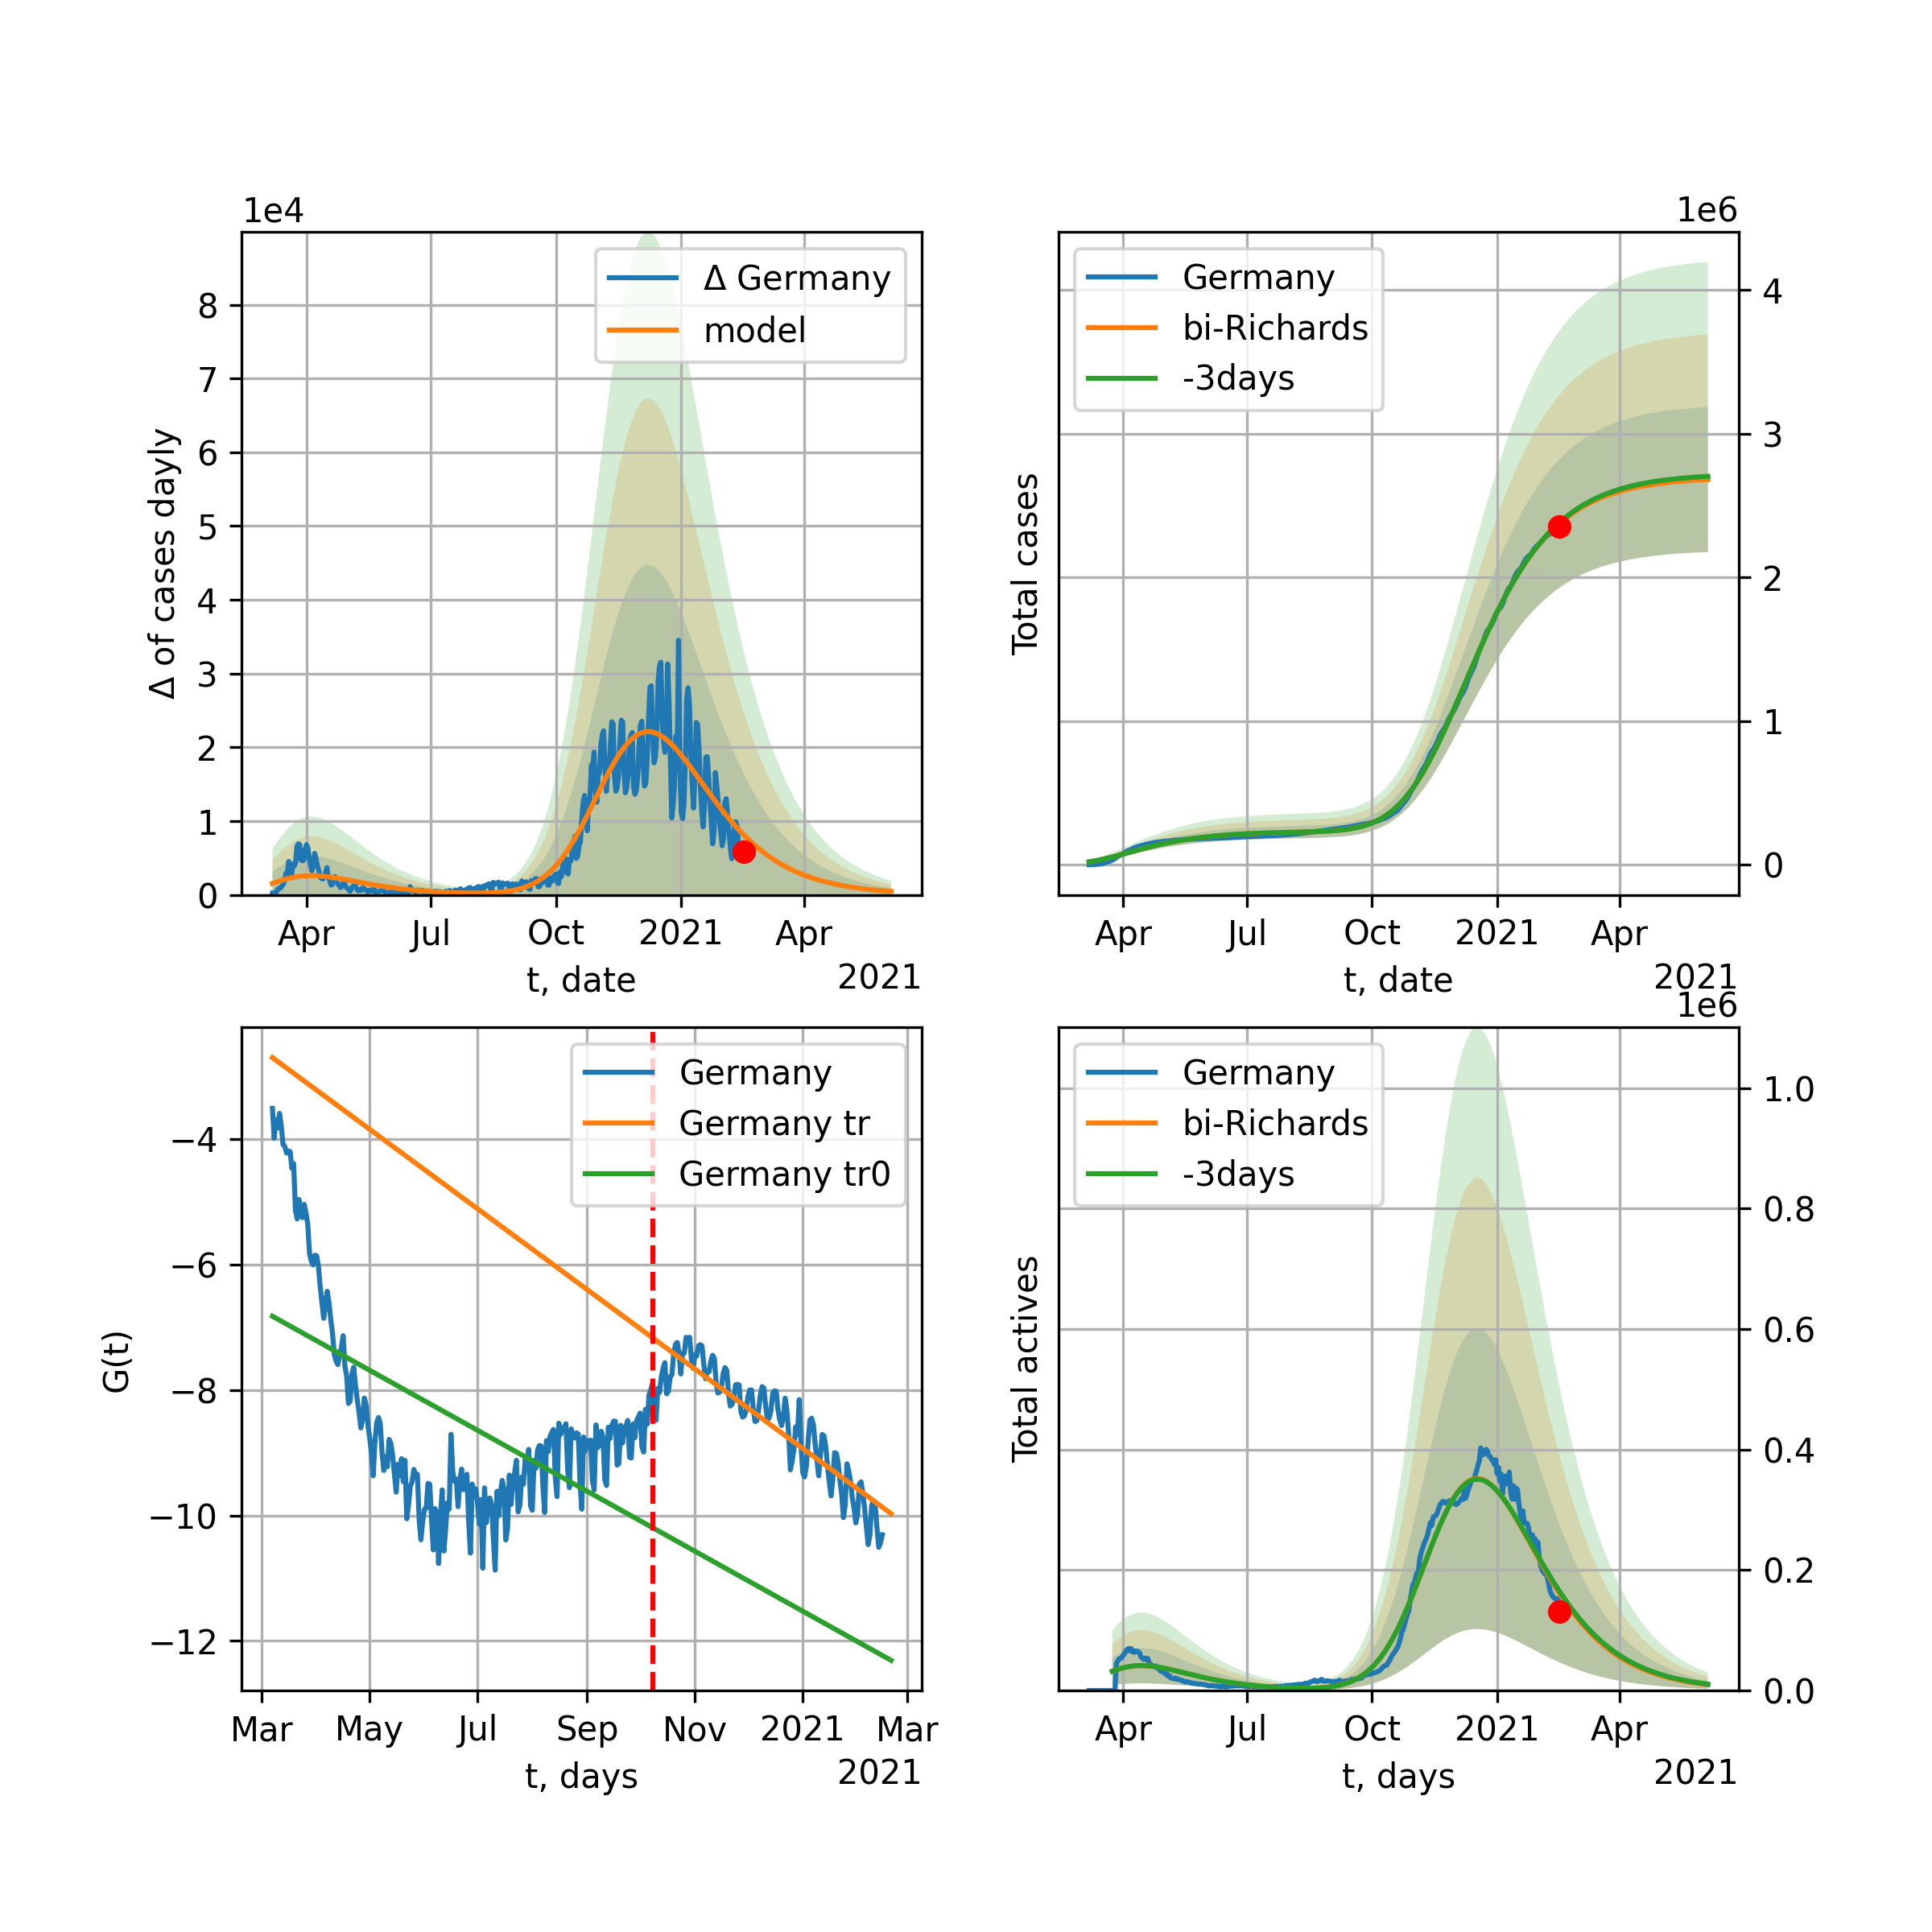 1e4
Δ Germany
model
8
7
6
5
4
3
2
1
0
Δ of cases dayly
Apr Jul Oct 2021 Apr
t, date
2021
1e6
Germany
bi-Richards
-3days
4
3
2
1
0
Total cases
Apr Jul Oct 2021 Apr
t, date
2021
Germany
Germany tr
Germany tr0
−4
−6
−8
−10
−12
G(t)
Mar May Jul Sep Nov 2021 Mar
t, days
2021
1e6
Germany
bi-Richards
-3days
1.0
0.8
0.6
0.4
0.2
0.0
Total actives
Apr Jul Oct 2021 Apr
t, days
2021